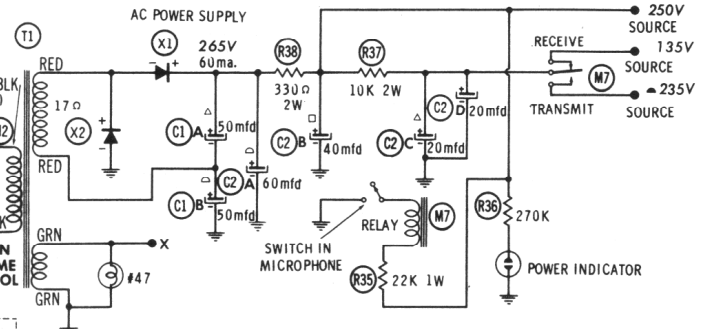 AC POWER SUPPLY
250V
SOURCE
T1
X1
265V
60ma.
R38
R37
RECEIVE
135V
SOURCE
RED
330Ω
2W
10K 2W
M7
235V
SOURCE
TRANSMIT
BLK
17Ω
X2
C1 A
50mfd
C2 B
40mfd
C2 C
20mfd
C2 D
20mfd
RED
C1 B
50mfd
C2 A
60mfd
RELAY
M7
R36
270K
GRN
X
SWITCH IN
MICROPHONE
#47
R35
22K 1W
POWER INDICATOR
GRN